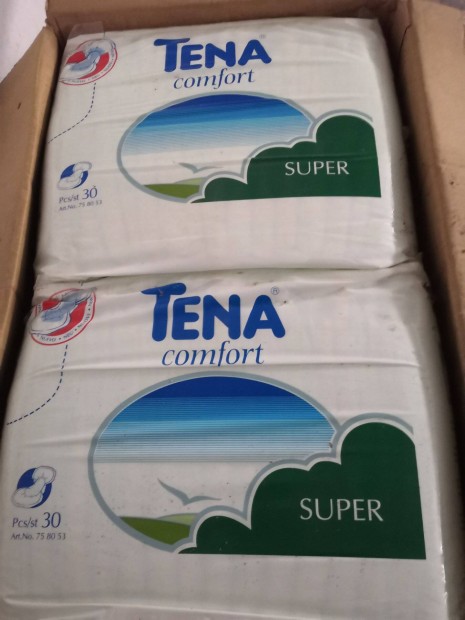 TENA
comfort
SUPER
Pcs/st 30
Art.No. 75 80 53
TENA®
comfort
SUPER
Pcs/st 30
Art.No. 75 80 53